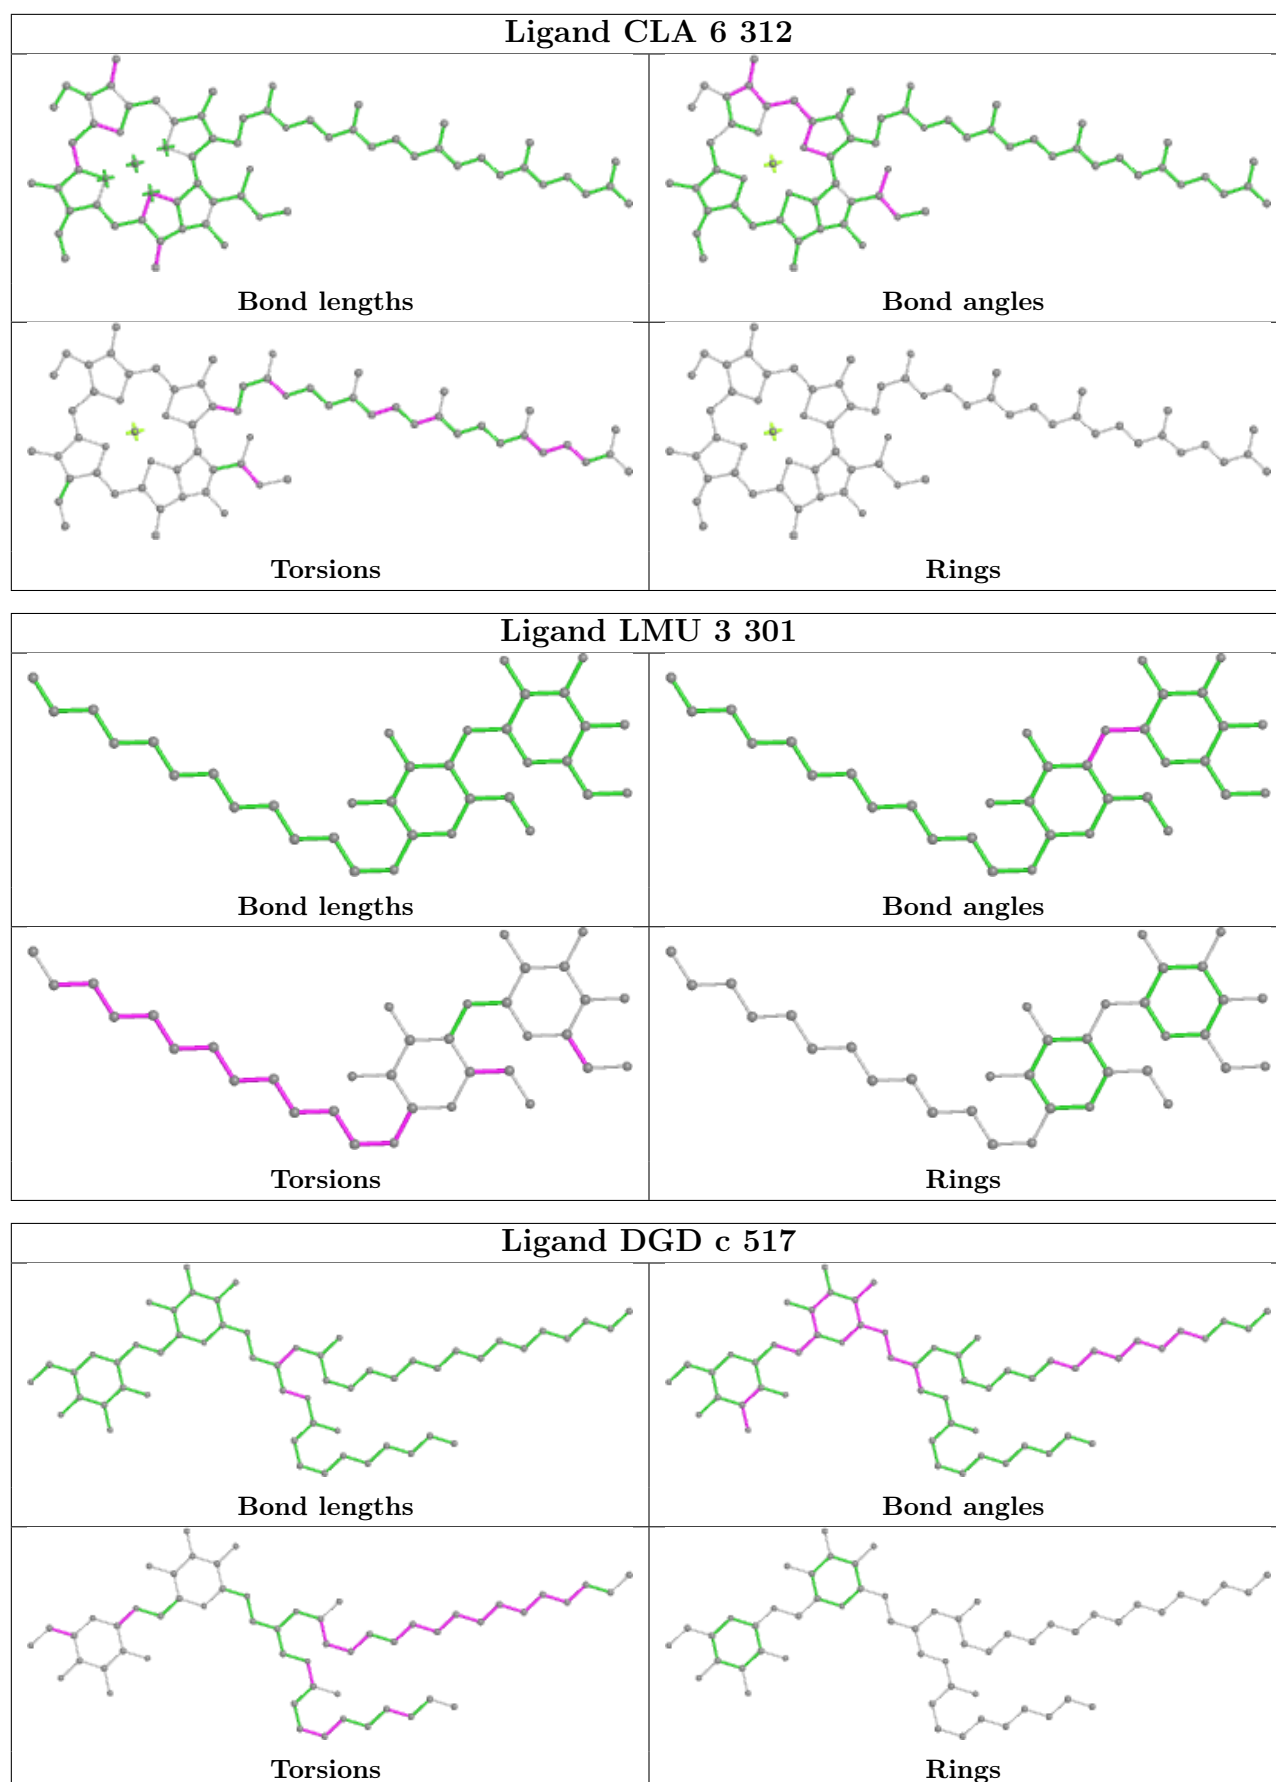 Ligand CLA 6 312
Bond lengths
Bond angles
Torsions
Rings
Ligand LMU 3 301
Bond lengths
Bond angles
Torsions
Rings
Ligand DGD c 517
Bond lengths
Bond angles
Torsions
Rings